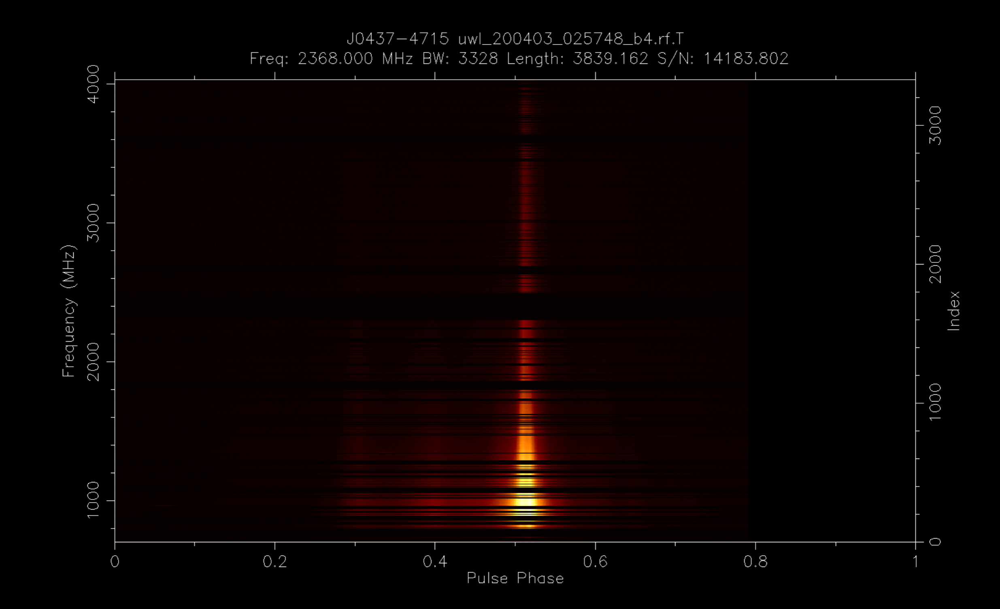 J0437-4715 uwl_200403_025748_b4.rf.T
Freq: 2368.000 MHz BW: 3328 Length: 3839.162 S/N: 14183.802
4000
3000
2000
1000
Frequency (MHz)
3000
2000
1000
0
Index
0 0.2 0.4 0.6 0.8 1
Pulse Phase